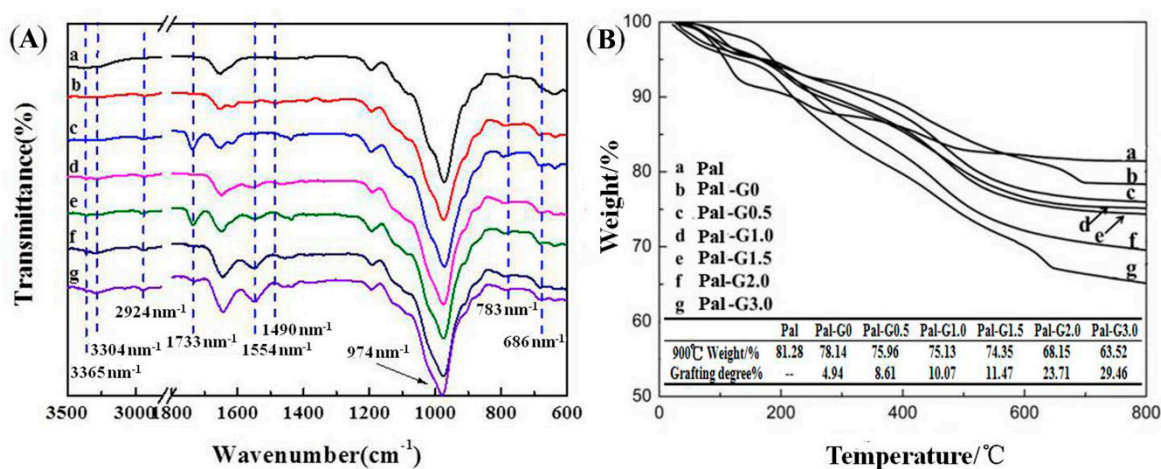 (A)
Transmittance(%)
a
b
c
d
e
f
g
2924 nm-1
3304 nm-1
3365 nm-1
1733 nm-1
1490 nm-1
1554 nm-1
974 nm-1
783 nm-1
686 nm-1
3500 3000 1800 1600 1400 1200 1000 800 600
Wavenumber(cm-1)
(B)
Weight/%
100
90
80
70
60
50
a Pal
b Pal -G0
c Pal -G0.5
d Pal -G1.0
e Pal -G1.5
f Pal -G2.0
g Pal -G3.0
a
b
c
d
e
f
g
Pal Pal-G0 Pal-G0.5 Pal-G1.0 Pal-G1.5 Pal-G2.0 Pal-G3.0
900℃ Weight/% 81.28 78.14 75.96 75.13 74.35 68.15 63.52
Grafting degree% -- 4.94 8.61 10.07 11.47 23.71 29.46
0 200 400 600 800
Temperature/℃